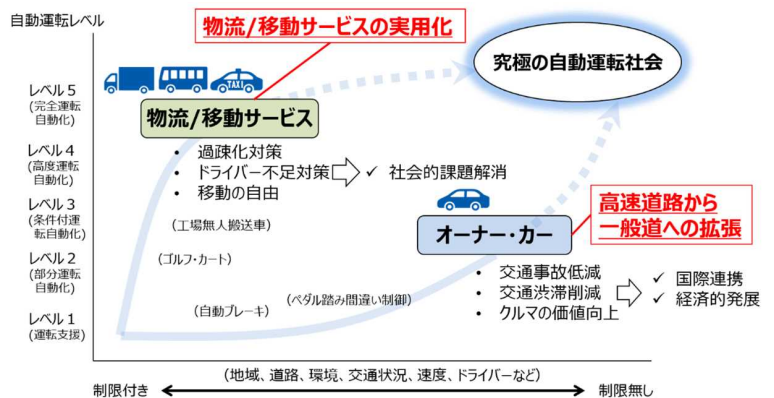 自動運転レベル
物流/移動サービスの実用化
究極の自動運転社会
TAXI
レベル5
(完全運転
自動化)
物流/移動サービス
レベル4
(高度運転
自動化)
• 過疎化対策
• ドライバー不足対策
• 移動の自由
✓ 社会的課題解消
レベル3
(条件付運
転自動化)
高速道路から
一般道への拡張
(工場無人搬送車)
オーナー・カー
レベル2
(部分運転
自動化)
(ゴルフ・カート)
• 交通事故低減
• 交通渋滞削減
• クルマの価値向上
✓ 国際連携
✓ 経済的発展
(自動ブレーキ)
(ペダル踏み間違い制御)
レベル1
(運転支援)
(地域、道路、環境、交通状況、速度、ドライバーなど)
制限付き
制限無し